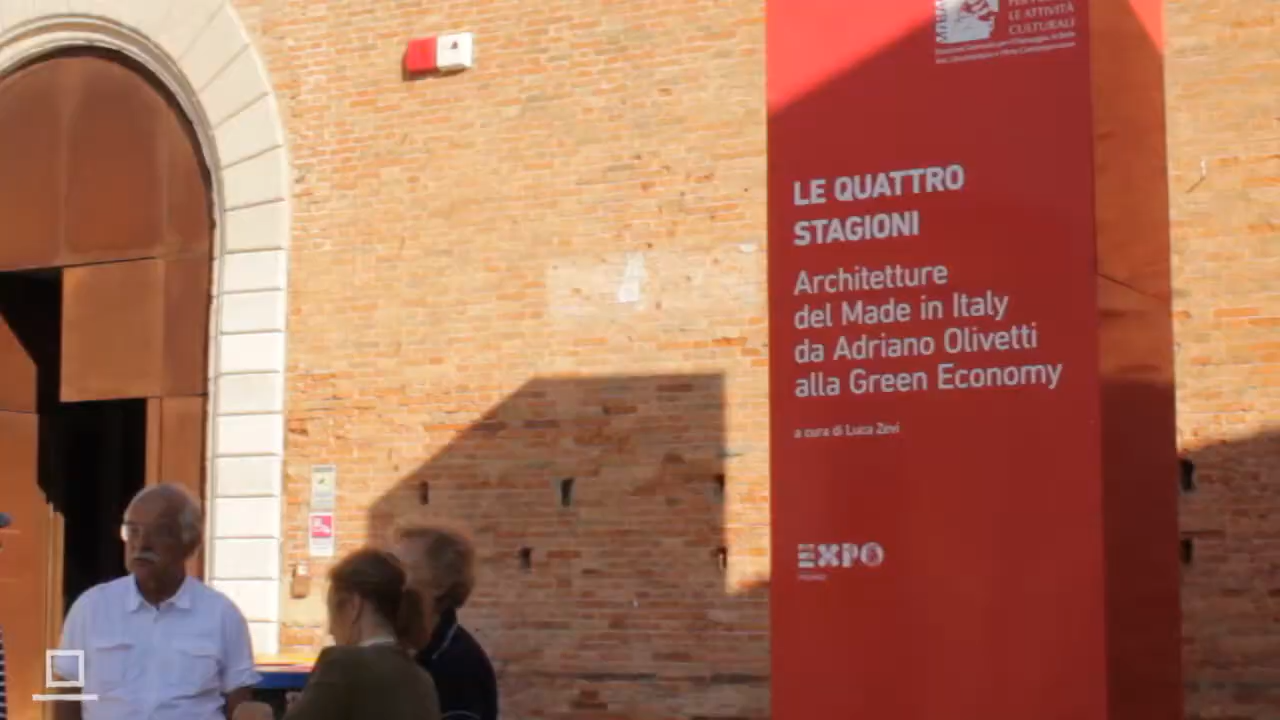 LE ATTIVITÀ
CULTURALI
LE QUATTRO
STAGIONI
Architetture
del Made in Italy
da Adriano Olivetti
alla Green Economy
a cura di Luca Zevi
EXPO